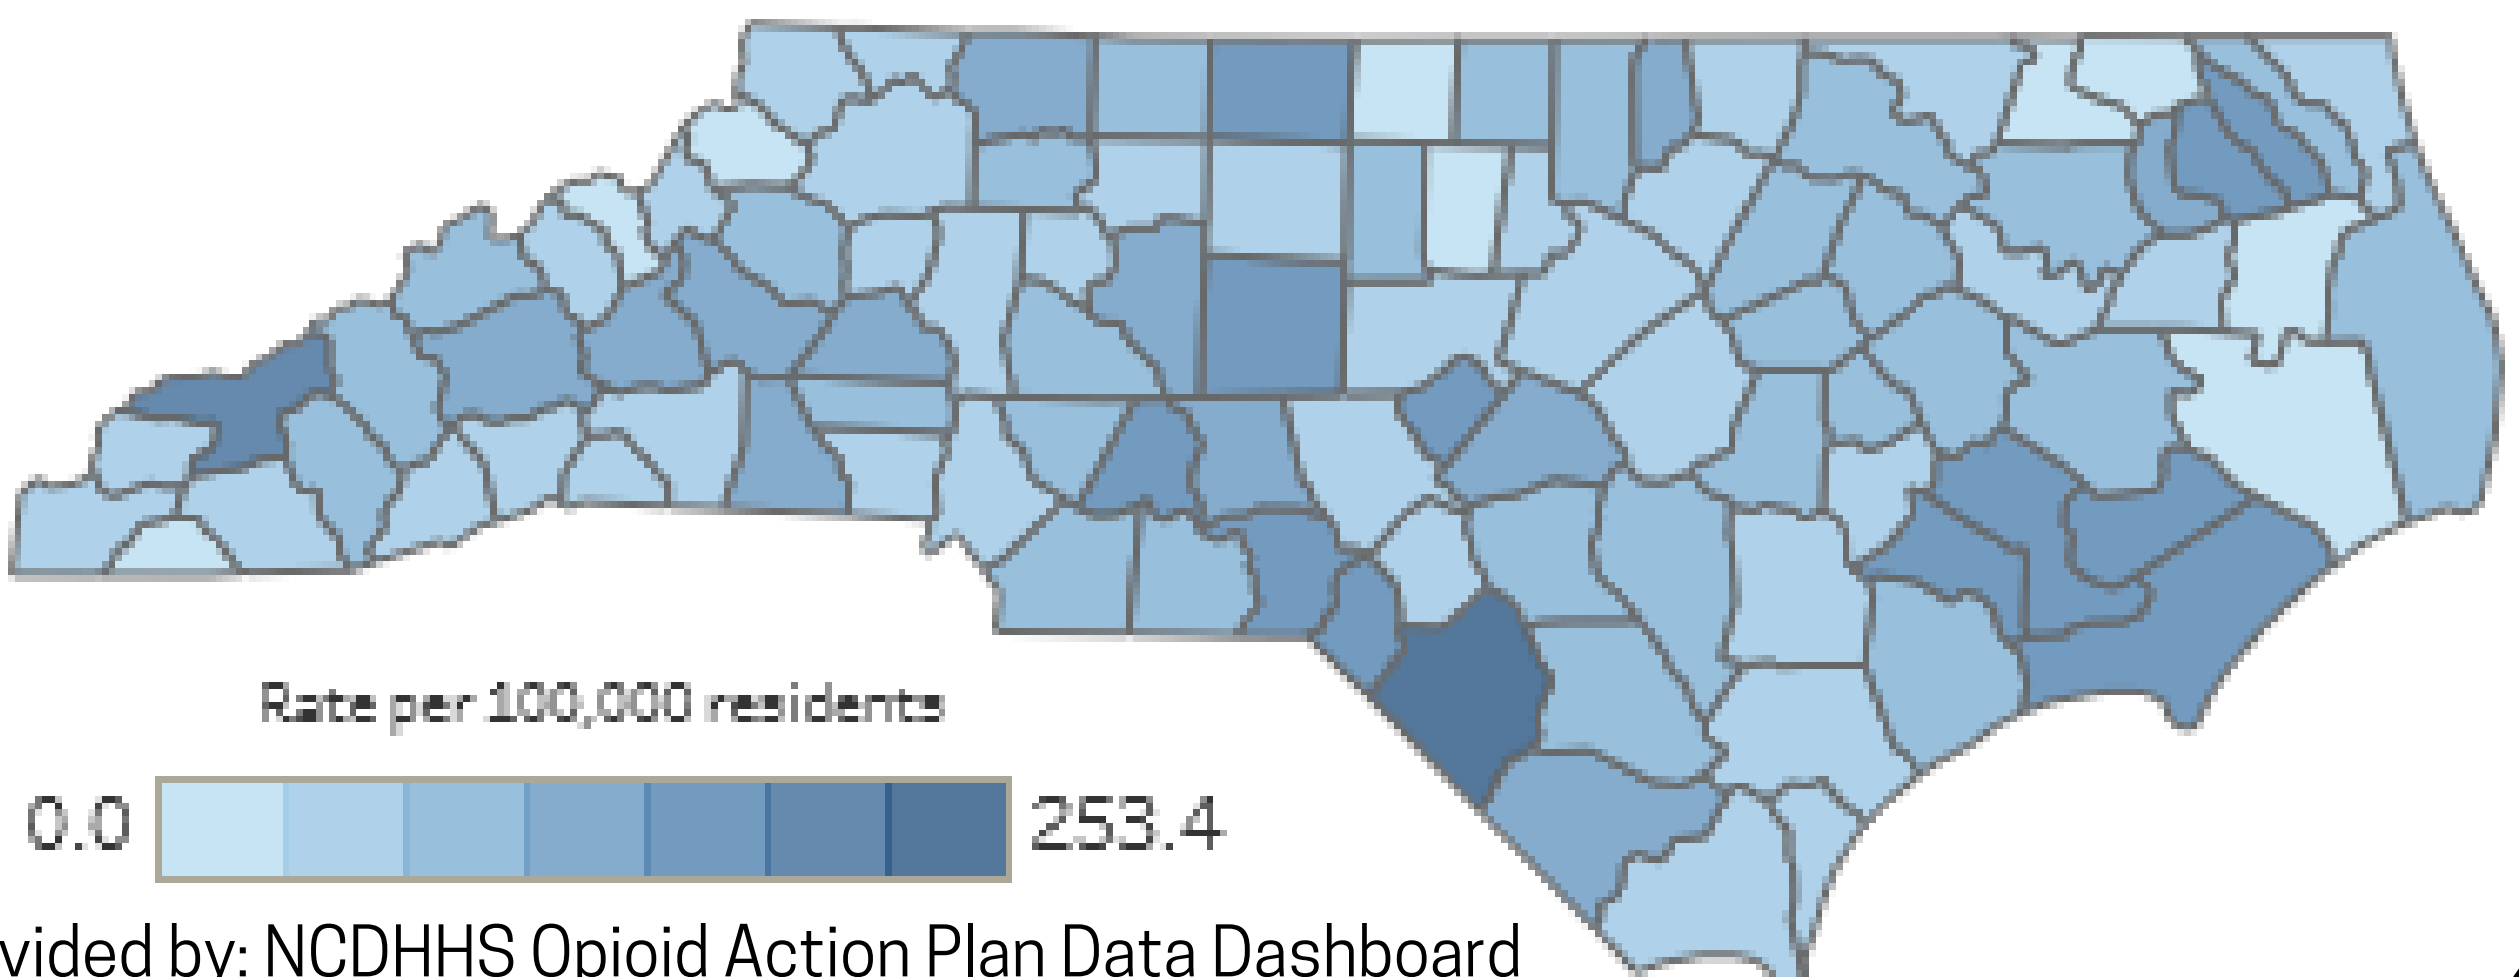 Rate per 100,000 residents
0.0 253.4
vided by: NCDHHS Opioid Action Plan Data Dashboard